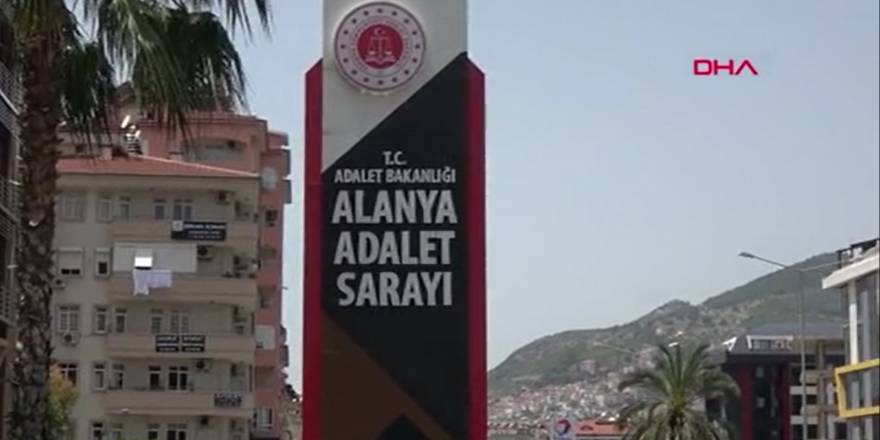 DHA
T.C.
ADALET BAKANLIĞI
ALANYA
ADALET
SARAYI